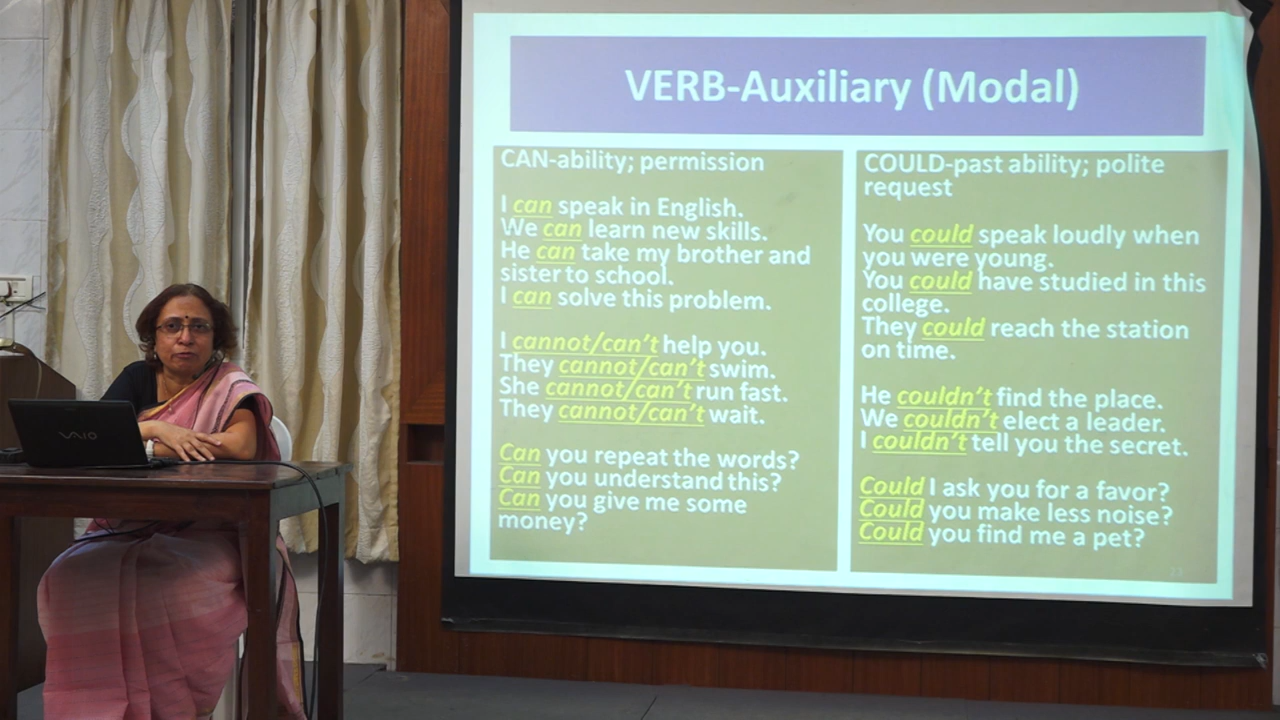 VERB-Auxiliary (Modal)
CAN-ability; permission
I can speak in English.
We can learn new skills.
He can take my brother and
sister to school.
I can solve this problem.
I cannot/can't help you.
They cannot/can't swim.
She cannot/can't run fast.
They cannot/can't wait.
Can you repeat the words?
Can you understand this?
Can you give me some
money?
COULD-past ability; polite
request
You could speak loudly when
you were young.
You could have studied in this
college.
They could reach the station
on time.
He couldn't find the place.
We couldn't elect a leader.
I couldn't tell you the secret.
Could I ask you for a favor?
Could you make less noise?
Could you find me a pet?
VAIO